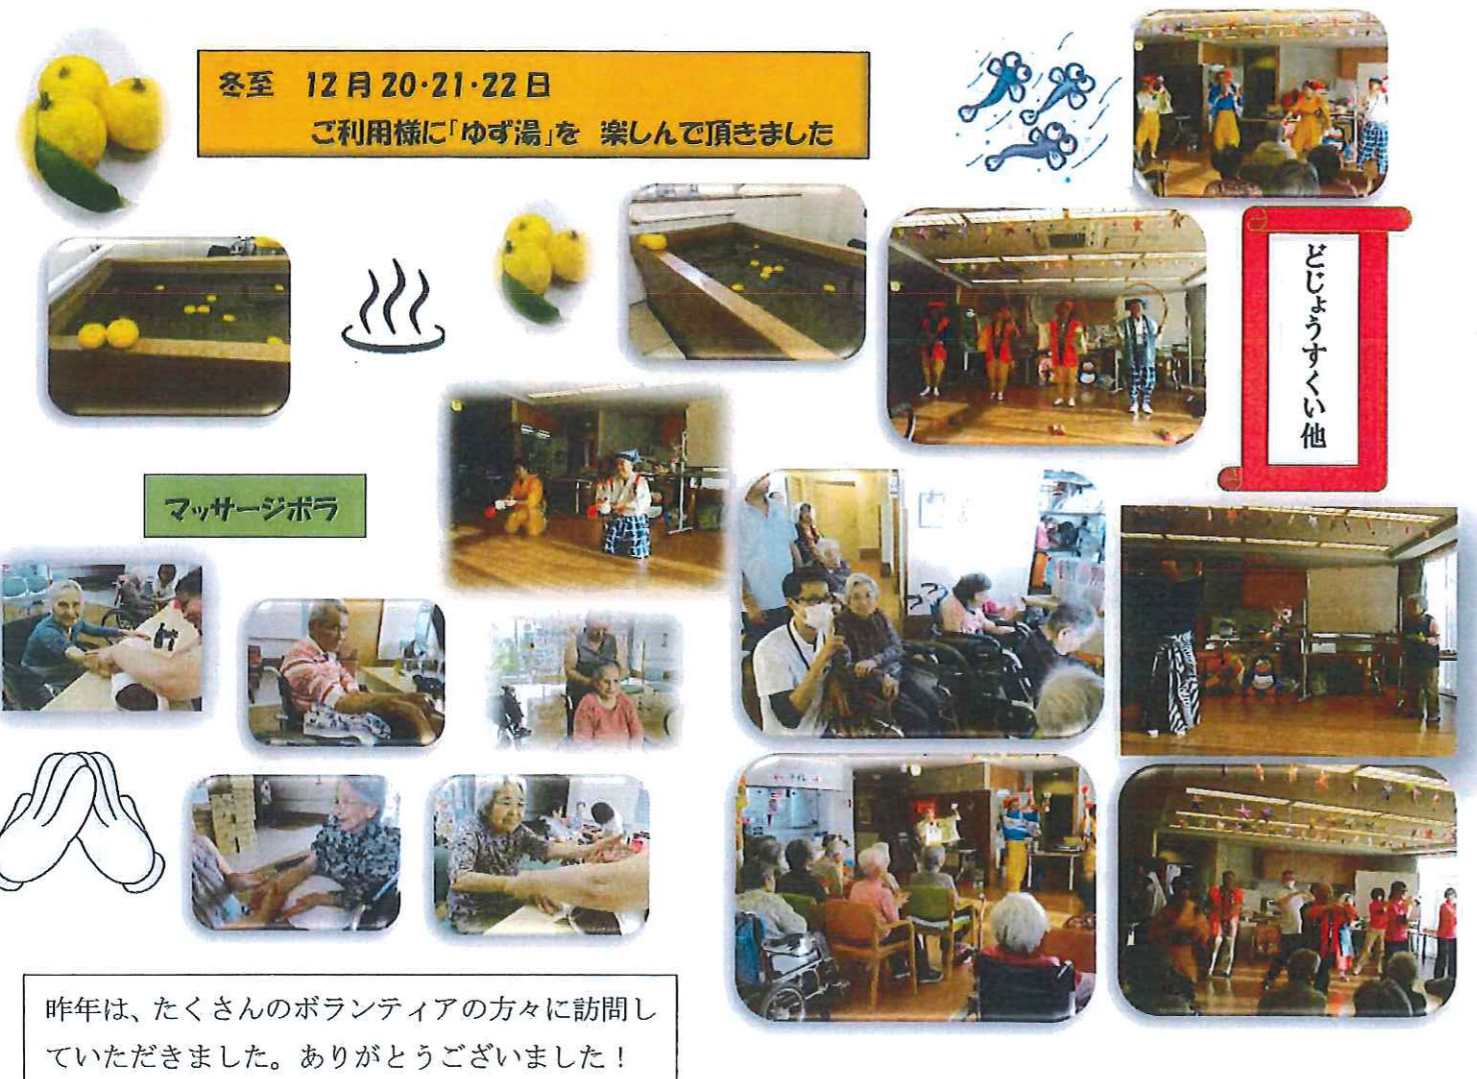 冬至　12月20・21・22日
ご利用様に「ゆず湯」を　楽しんで頂きました
どじょうすくい他
マッサージボラ
昨年は、たくさんのボランティアの方々に訪問し
ていただきました。ありがとうございました！